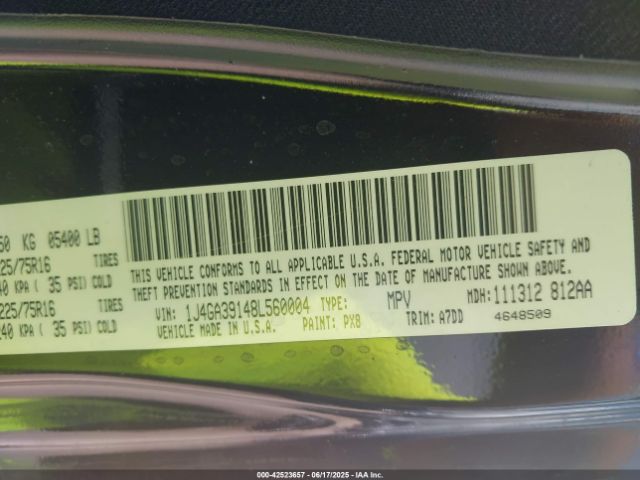 50 KG 05400 LB
225/75R16 TIRES
240 KPA ( 35 PSI) COLD
225/75R16 TIRES
240 KPA ( 35 PSI) COLD
THIS VEHICLE CONFORMS TO ALL APPLICABLE U.S.A. FEDERAL MOTOR VEHICLE SAFETY AND
THEFT PREVENTION STANDARDS IN EFFECT ON THE DATE OF MANUFACTURE SHOWN ABOVE.
VIN: 1J4GA39148L560004 TYPE: MPV MDH: 111312 812AA
VEHICLE MADE IN U.S.A. PAINT: PX8 TRIM: A7DD 4648509
000-42523657 - 06/17/2025 - IAA Inc.